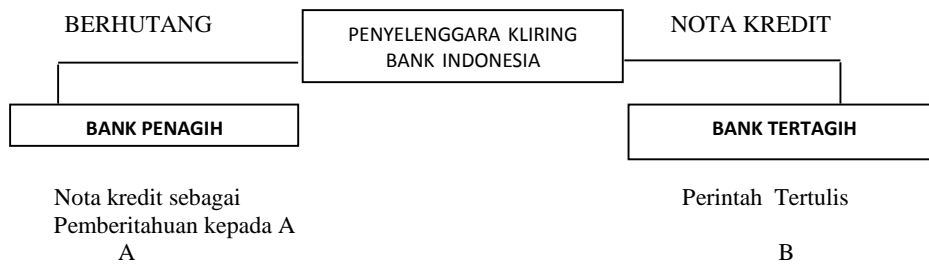 BERHUTANG
PENYELENGGARA KLIRING
BANK INDONESIA
NOTA KREDIT
BANK PENAGIH
BANK TERTAGIH
Nota kredit sebagai
Pemberitahuan kepada A
A
Perintah Tertulis
B